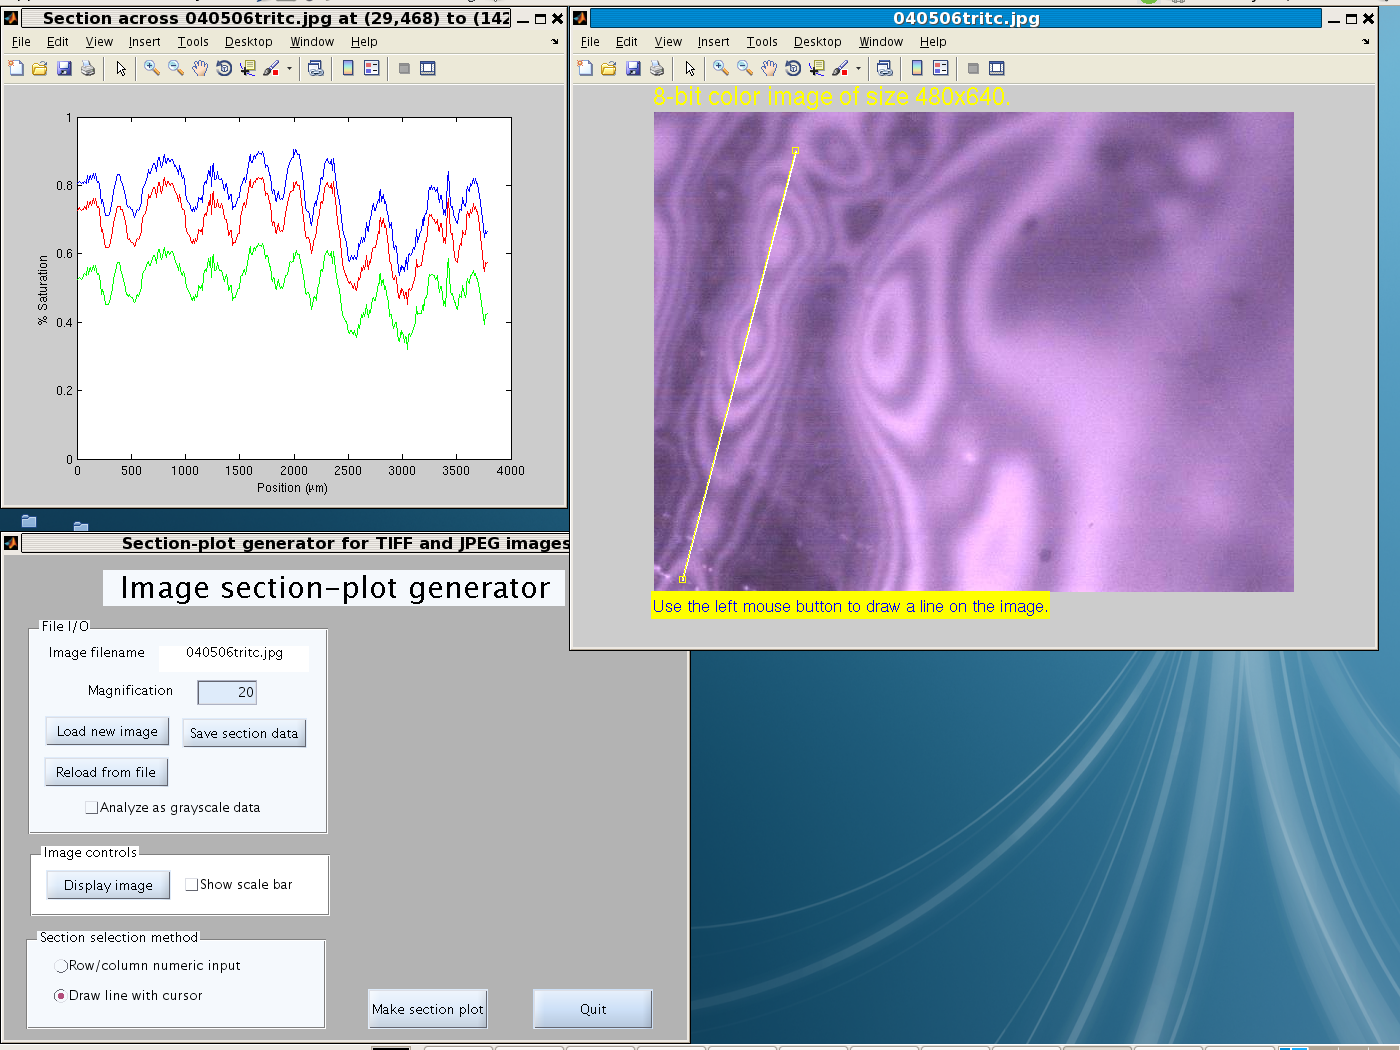 Section across 040506tritc.jpg at (29,468) to (142
File Edit View Insert Tools Desktop Window Help
1
0.8
0.6
0.4
0.2
0
% Saturation
0 500 1000 1500 2000 2500 3000 3500 4000
Position (μm)
040506tritc.jpg
File Edit View Insert Tools Desktop Window Help
8-bit color image of size 480x640.
Use the left mouse button to draw a line on the image.
Section-plot generator for TIFF and JPEG images
Image section-plot generator
File I/O
Image filename 040506tritc.jpg
Magnification 20
Load new image Save section data
Reload from file
Analyze as grayscale data
Image controls
Display image Show scale bar
Section selection method
Row/column numeric input
Draw line with cursor
Make section plot Quit